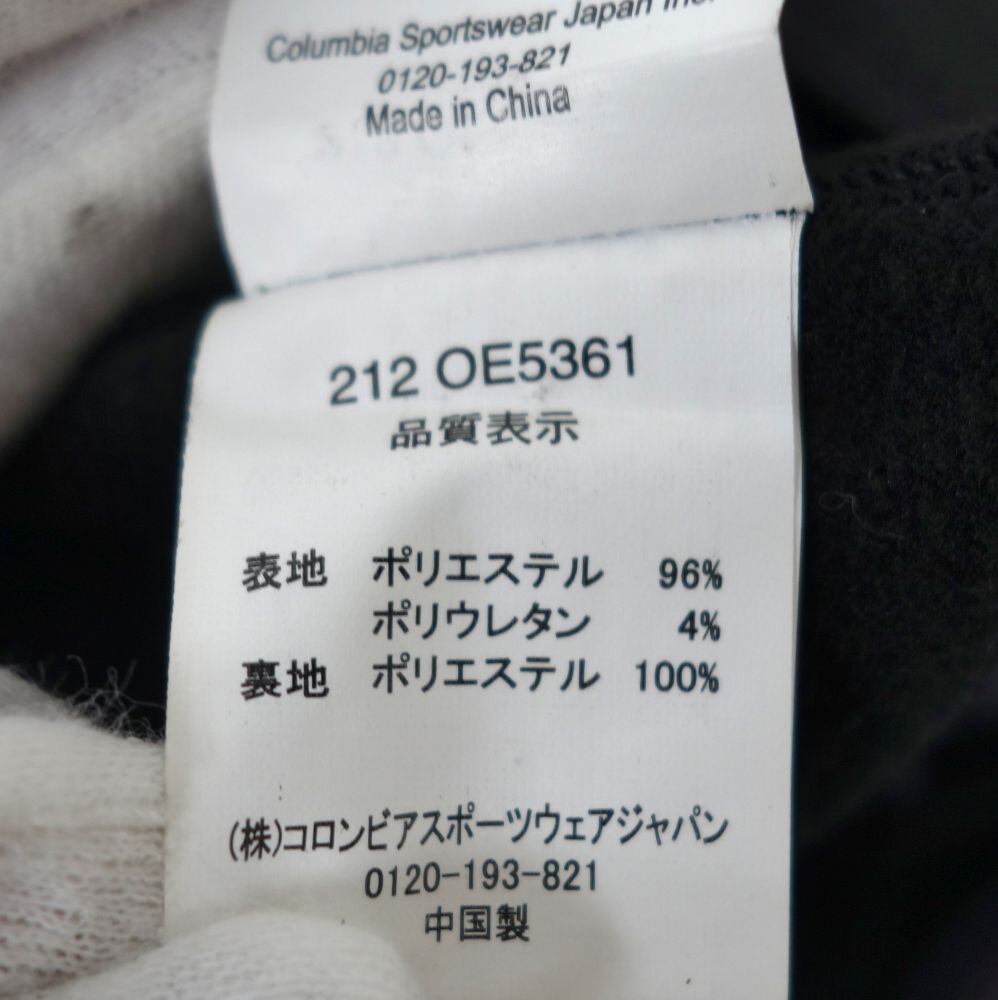 Columbia Sportswear Japan Inc.
0120-193-821
Made in China
212 OE5361
品質表示
表地 ポリエステル 96%
ポリウレタン 4%
裏地 ポリエステル 100%
(株)コロンビアスポーツウェアジャパン
0120-193-821
中国製